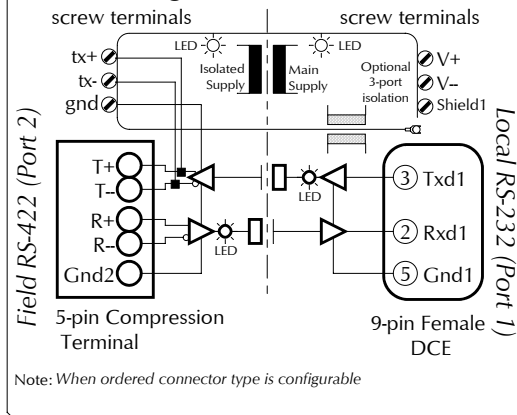 screw terminals
screw terminals
LED
LED
tx+
tx-
gnd
Isolated
Supply
Main
Supply
Optional
3-port
isolation
V+
V--
Shield1
Field RS-422 (Port 2)
T+
T--
R+
R--
Gnd2
LED
LED
3 Txd1
2 Rxd1
5 Gnd1
Local RS-232 (Port 1)
5-pin Compression
Terminal
9-pin Female
DCE
Note: When ordered connector type is configurable